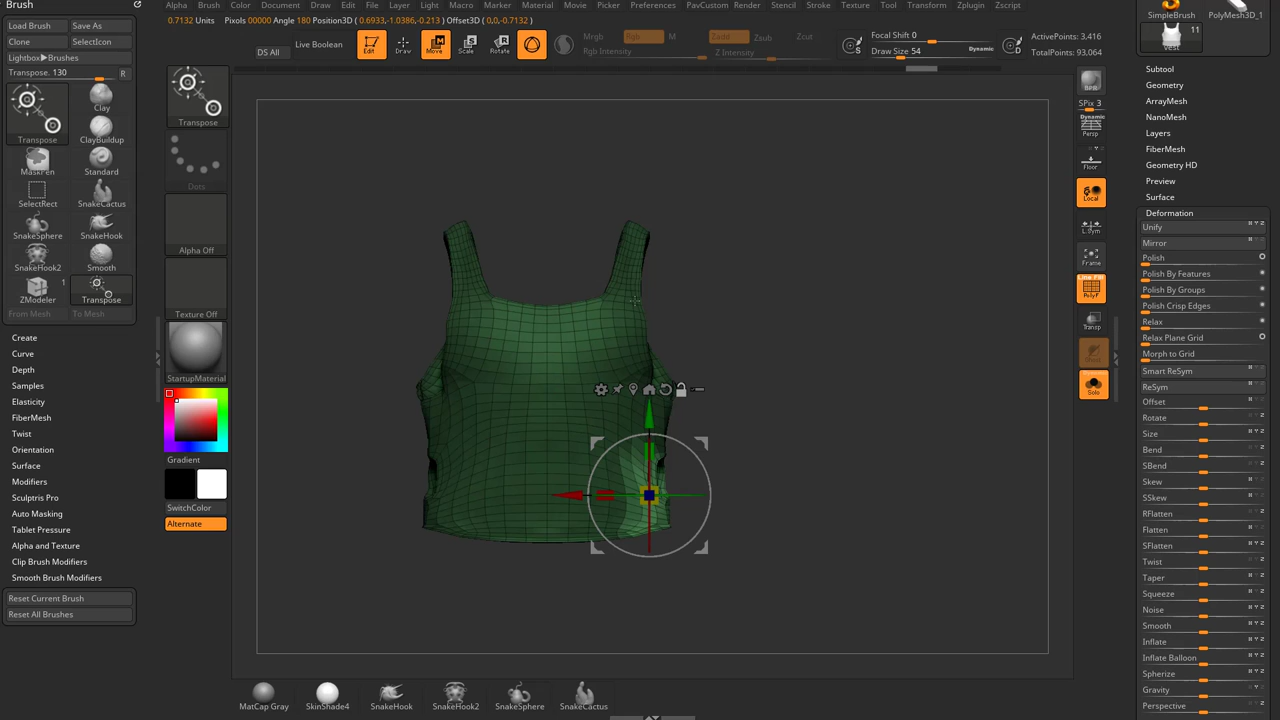 Brush
Alpha Brush Color Document Draw Edit File Layer Light Macro Marker Material Movie Picker Preferences PosCustom Render Stencil Stroke Texture Tool Transform Zplugin Zscript
0.7132 Units Pixels 00000 Angle 180 Position3D ( 0.6933,-1.0386,-0.213) Offset3D ( 0,0,-0.7132)
Load Brush Save As
Clone SelectIcon
Lightbox▶Brushes
Transpose. 130 R
Transpose
Clay
ClayBuildup
Standard
SelectRect SnakeCactus
SnakeSphere SnakeHook
SnakeHook2 Smooth
ZModeler 1 Transpose
From Mesh To Mesh
Create
Curve
Depth
Samples
Elasticity
FiberMesh
Twist
Orientation
Surface
Modifiers
Sculptris Pro
Auto Masking
Tablet Pressure
Alpha and Texture
Clip Brush Modifiers
Smooth Brush Modifiers
Reset Current Brush
Reset All Brushes
DS All
Live Boolean
Edit Draw Move Scale Rotate
Mrgb Rgb M
Rgb Intensity
Zadd Zsub Zcut
Z Intensity
S
Focal Shift 0
Draw Size 54 Dynamic
D
ActivePoints: 3,416
TotalPoints: 93,064
Transpose
Dots
Alpha Off
Texture Off
StartupMaterial
Gradient
SwitchColor
Alternate
BPR
SPix 3
Dynamic
Persp
Floor
Local
L.Sym
Frame
Line Fill
PolyF
Transp
Dynamic
Solo
SimpleBrush PolyMesh3D_1
11
vest
Subtool
Geometry
ArrayMesh
NanoMesh
Layers
FiberMesh
Geometry HD
Preview
Surface
Deformation
Unify
Mirror
Polish
Polish By Features
Polish By Groups
Polish Crisp Edges
Relax
Relax Plane Grid
Morph to Grid
Smart ReSym
ReSym
Offset
Rotate
Size
Bend
SBend
Skew
SSkew
RFlatten
Flatten
SFlatten
Twist
Taper
Squeeze
Noise
Smooth
Inflate
Inflate Balloon
Spherize
Gravity
Perspective
MatCap Gray SkinShade4 SnakeHook SnakeHook2 SnakeSphere SnakeCactus